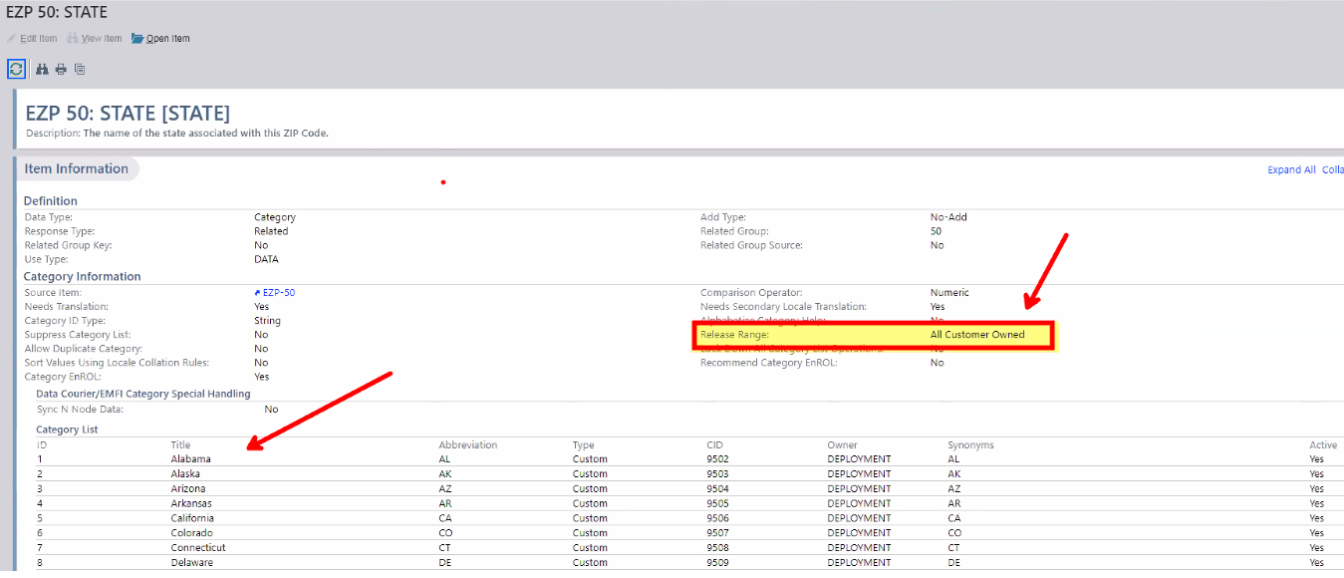 EZP 50: STATE
Edit Item View Item Open Item
EZP 50: STATE [STATE]
Description: The name of the state associated with this ZIP Code.
Item Information
Expand All Colla
Definition
Data Type: Category Add Type: No-Add
Response Type: Related Related Group: 50
Related Group Key: No Related Group Source: No
Use Type: DATA
Category Information
Source Item: EZP-50 Comparison Operator: Numeric
Needs Translation: Yes Needs Secondary Locale Translation: Yes
Category ID Type: String Alphabetize Category Help: No
Suppress Category List: No Release Range: All Customer Owned
Allow Duplicate Category: No Lock Down All Category List Operations: No
Sort Values Using Locale Collation Rules: No Recommend Category EnROL: No
Category EnROL: Yes
Data Courier/EMFI Category Special Handling
Sync N Node Data: No
Category List
ID Title Abbreviation Type CID Owner Synonyms Active
1 Alabama AL Custom 9502 DEPLOYMENT AL Yes
2 Alaska AK Custom 9503 DEPLOYMENT AK Yes
3 Arizona AZ Custom 9504 DEPLOYMENT AZ Yes
4 Arkansas AR Custom 9505 DEPLOYMENT AR Yes
5 California CA Custom 9506 DEPLOYMENT CA Yes
6 Colorado CO Custom 9507 DEPLOYMENT CO Yes
7 Connecticut CT Custom 9508 DEPLOYMENT CT Yes
8 Delaware DE Custom 9509 DEPLOYMENT DE Yes